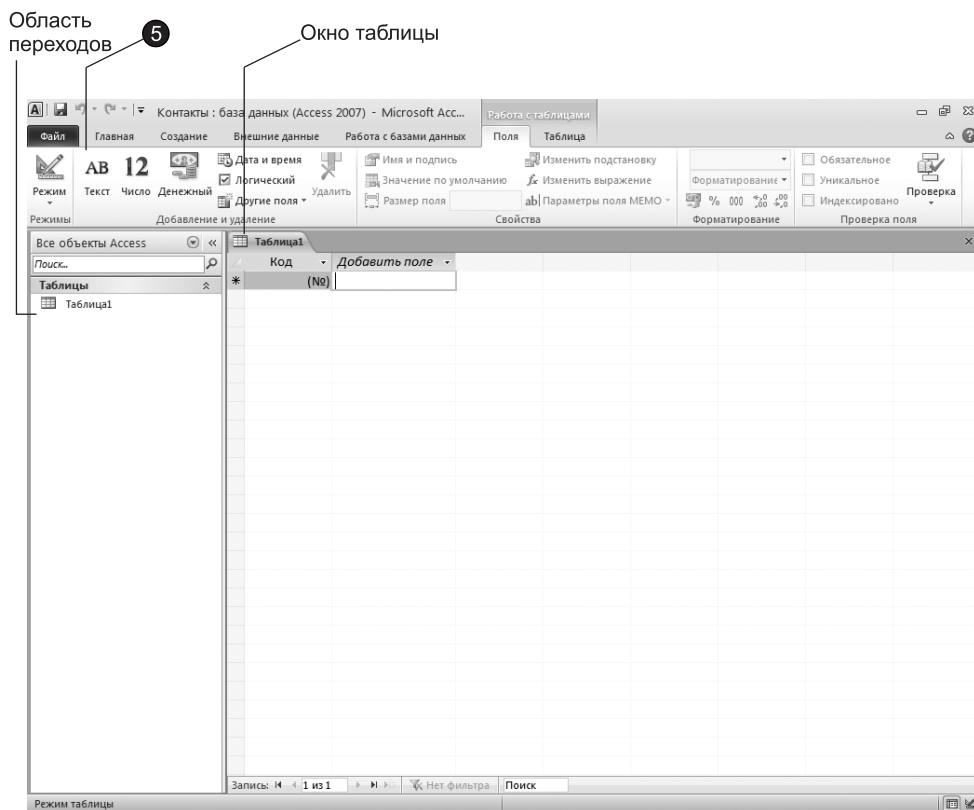 Область
переходов
5
Окно таблицы
Контакты : база данных (Access 2007) - Microsoft Acc...
Работа с таблицами
Файл Главная Создание Внешние данные Работа с базами данных Поля Таблица
Режим
AB Текст
12 Число
Денежный
Дата и время
Логический
Другие поля
Удалить
Имя и подпись
Значение по умолчанию
Размер поля
Изменить подстановку
fx Изменить выражение
ab Параметры поля МЕМО
Форматирование
% 000
Обязательное
Уникальное
Индексировано
Проверка
Режимы Добавление и удаление Свойства Форматирование Проверка поля
Все объекты Access
Поиск...
Таблицы
Таблица1
Таблица1
Код Добавить поле
(№)
Запись: 1 из 1 Нет фильтра Поиск
Режим таблицы